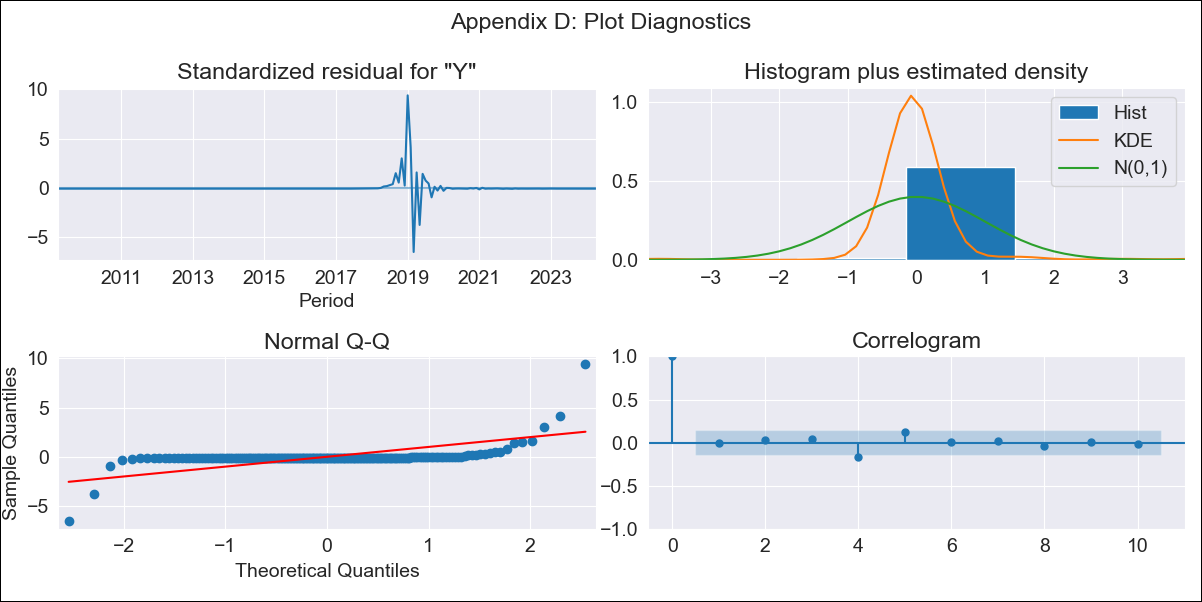 Appendix D: Plot Diagnostics
Standardized residual for "Y"
10
5
0
−5
2011 2013 2015 2017 2019 2021 2023
Period
Histogram plus estimated density
1.0
0.5
0.0
−3 −2 −1 0 1 2 3
Hist
KDE
N(0,1)
Normal Q-Q
Sample Quantiles
10
5
0
−5
−2 −1 0 1 2
Theoretical Quantiles
Correlogram
1.0
0.5
0.0
−0.5
−1.0
0 2 4 6 8 10